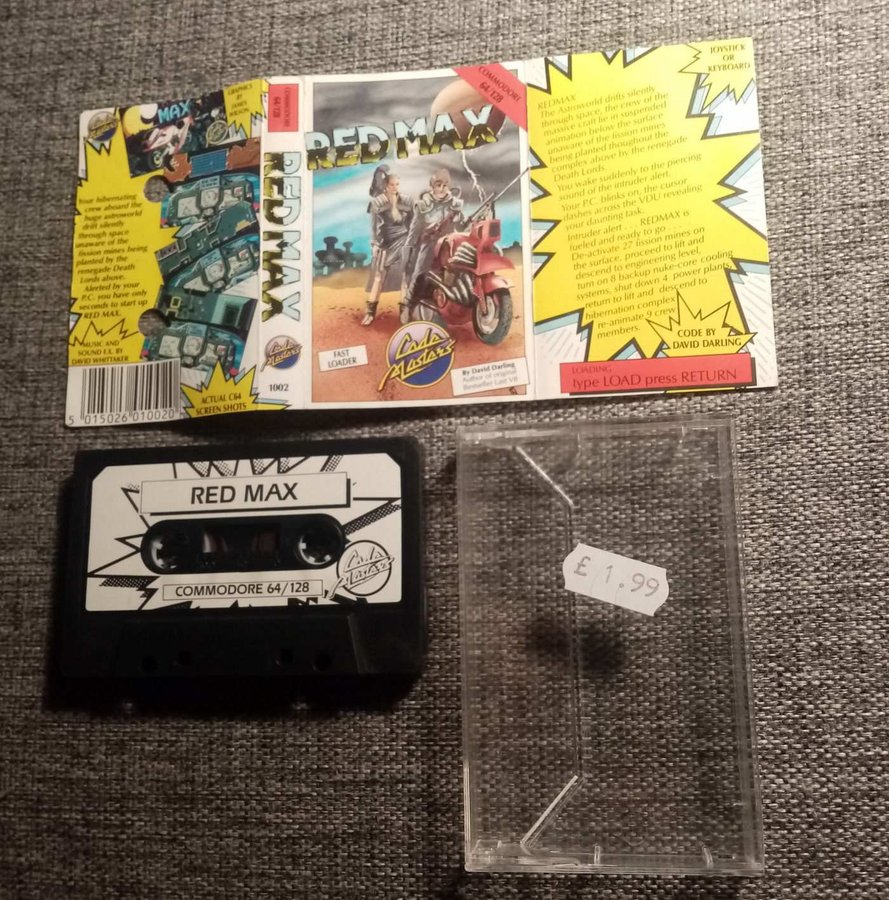 GRAPHICS
BY
JAMES
WILSON
MAX
Your hibernating
crew aboard the
huge astroworld
drift silently
through space
unaware of the
fission mines being
planted by the
renegade Death
Lords above.
Alerted by your
P.C. you have only
seconds to start up
RED MAX.
MUSIC AND
SOUND F.X. BY
DAVID WHITTAKER
5 015026 010020
ACTUAL C64
SCREEN SHOTS
COMMODORE
64/128
RED MAX
Code
Masters
1002
COMMODORE
64/128
RED MAX
FAST
LOADER
Code
Masters
By David Darling
Author of original
Bestseller Last V8
JOYSTICK
OR
KEYBOARD
REDMAX
The Astroworld drifts silently
through space, the crew of the
massive craft lie in suspended
animation below the surface
unaware of the fission mines
being planted thoughout the
complex above by the renegade
Death Lords.
You wake suddenly to the piercing
sound of the intruder alert.
Your P.C. blinks on, the cursor
dashes across the VDU revealing
your daunting task.
Intruder alert . . . REDMAX is
fueled and ready to go . . .
De-activate 27 fission mines on
the surface, proceed to lift and
descend to engineering level,
turn on 8 backup nuke-core cooling
systems, shut down 4 power plants,
return to lift and descend to
hibernation complex
re-animate 9 crew
members.
CODE BY
DAVID DARLING
LOADING
type LOAD press RETURN
RED MAX
Code
Masters
COMMODORE 64/128
£ 1.99